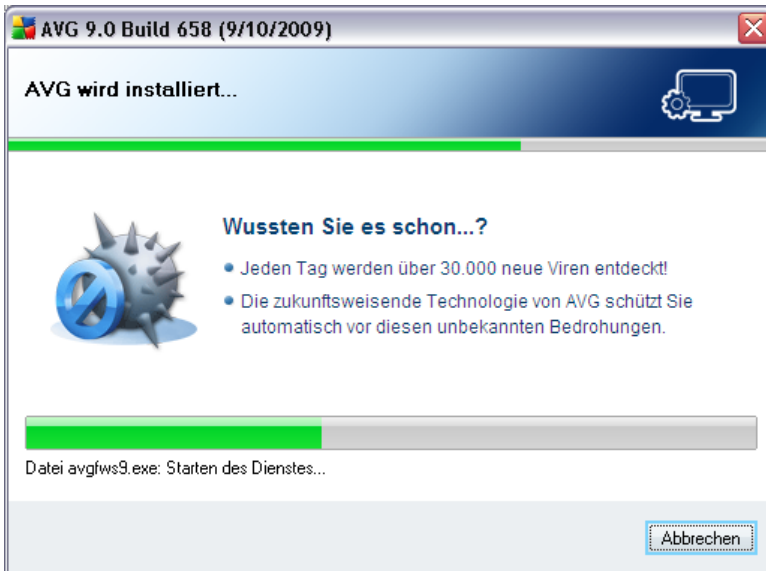 AVG 9.0 Build 658 (9/10/2009)
AVG wird installiert...
Wussten Sie es schon...?
Jeden Tag werden über 30.000 neue Viren entdeckt!
Die zukunftsweisende Technologie von AVG schützt Sie
automatisch vor diesen unbekannten Bedrohungen.
Datei avgfws9.exe: Starten des Dienstes...
Abbrechen